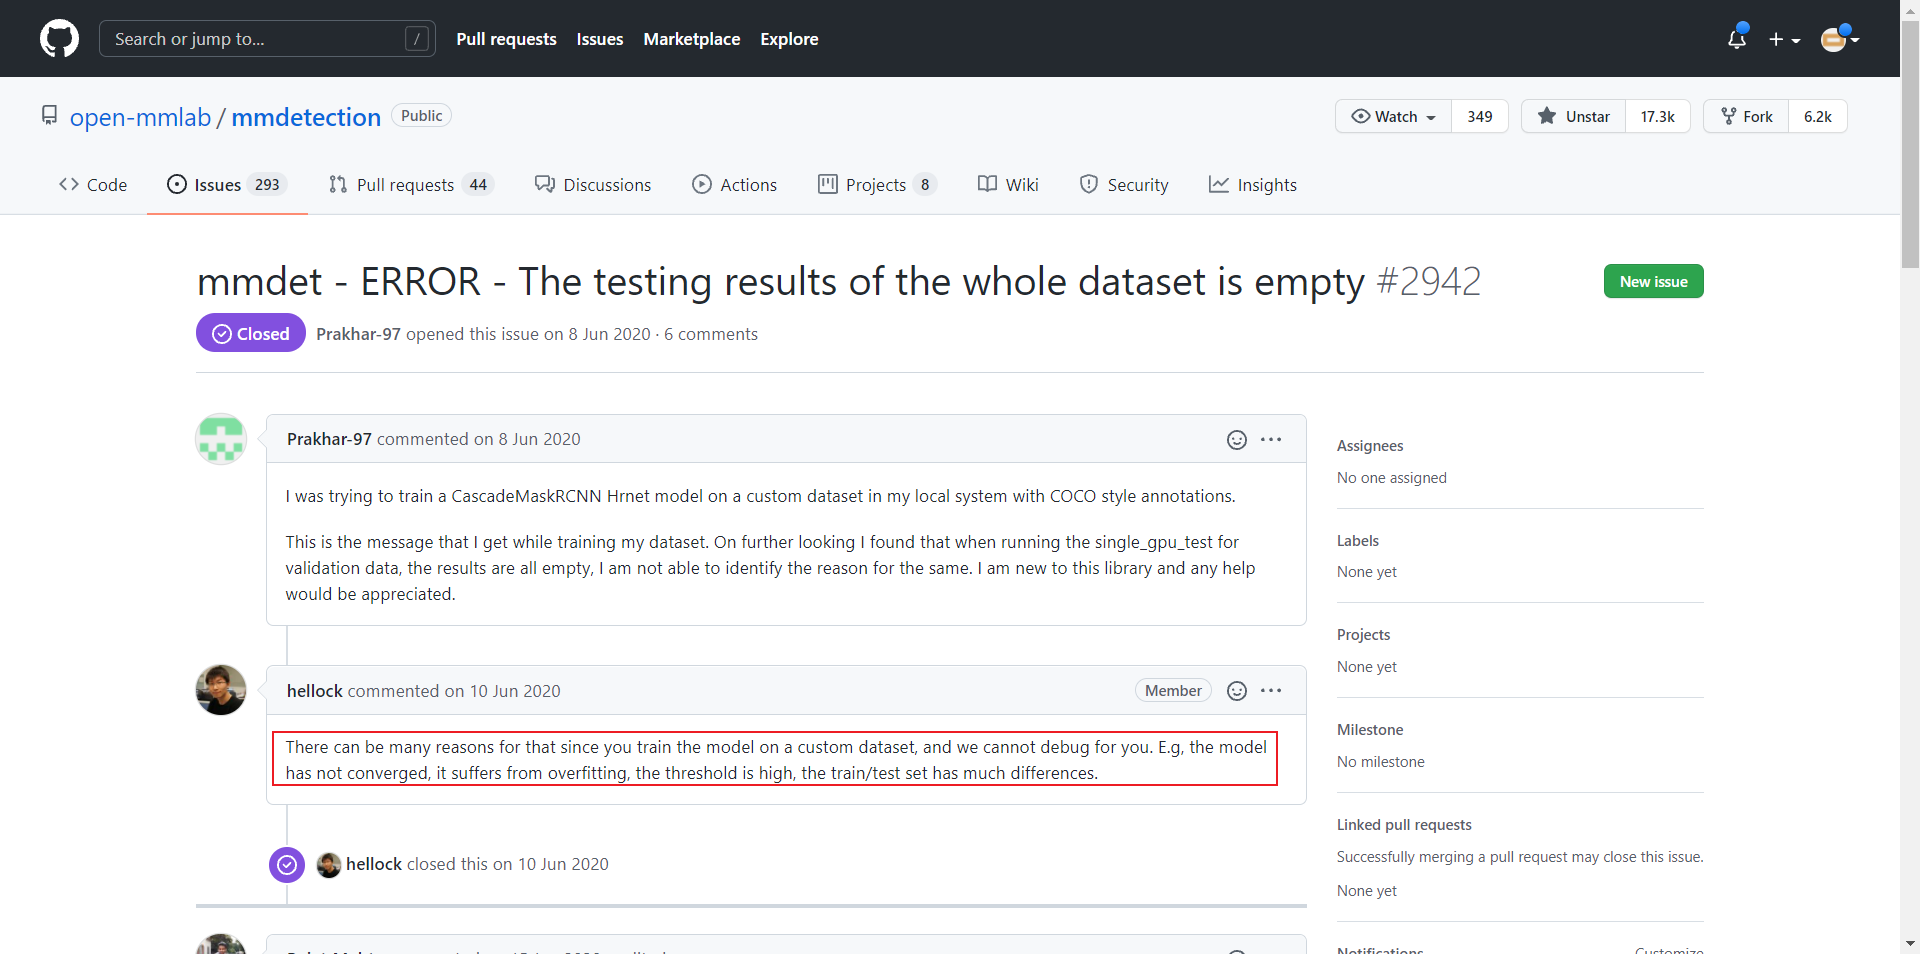 Search or jump to... /
Pull requests Issues Marketplace Explore
open-mmlab / mmdetection Public
Watch 349 Unstar 17.3k Fork 6.2k
Code Issues 293 Pull requests 44 Discussions Actions Projects 8 Wiki Security Insights
mmdet - ERROR - The testing results of the whole dataset is empty #2942
New issue
Closed Prakhar-97 opened this issue on 8 Jun 2020 · 6 comments
Prakhar-97 commented on 8 Jun 2020
I was trying to train a CascadeMaskRCNN Hrnet model on a custom dataset in my local system with COCO style annotations.
This is the message that I get while training my dataset. On further looking I found that when running the single_gpu_test for
validation data, the results are all empty, I am not able to identify the reason for the same. I am new to this library and any help
would be appreciated.
hellock commented on 10 Jun 2020 Member
There can be many reasons for that since you train the model on a custom dataset, and we cannot debug for you. E.g, the model
has not converged, it suffers from overfitting, the threshold is high, the train/test set has much differences.
hellock closed this on 10 Jun 2020
Assignees
No one assigned
Labels
None yet
Projects
None yet
Milestone
No milestone
Linked pull requests
Successfully merging a pull request may close this issue.
None yet
Notifications Customize